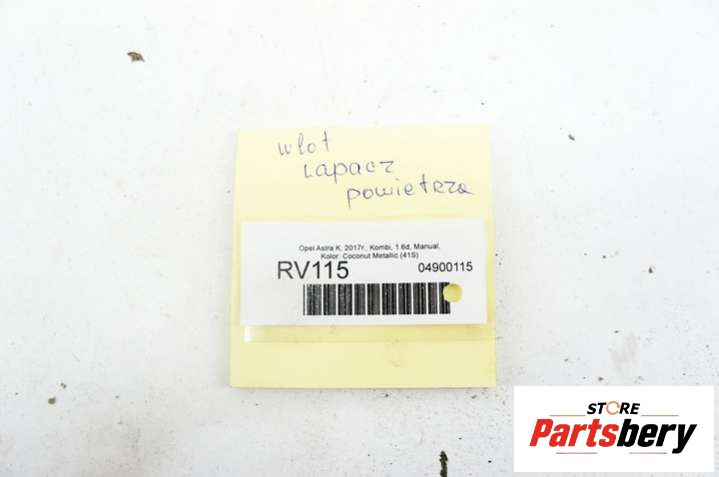 wlot
łapacz
powietrza
Opel Astra K, 2017r., Kombi, 1.6d, Manual,
Kolor: Coconut Metallic (41S)
RV115 04900115
STORE
Partsbery